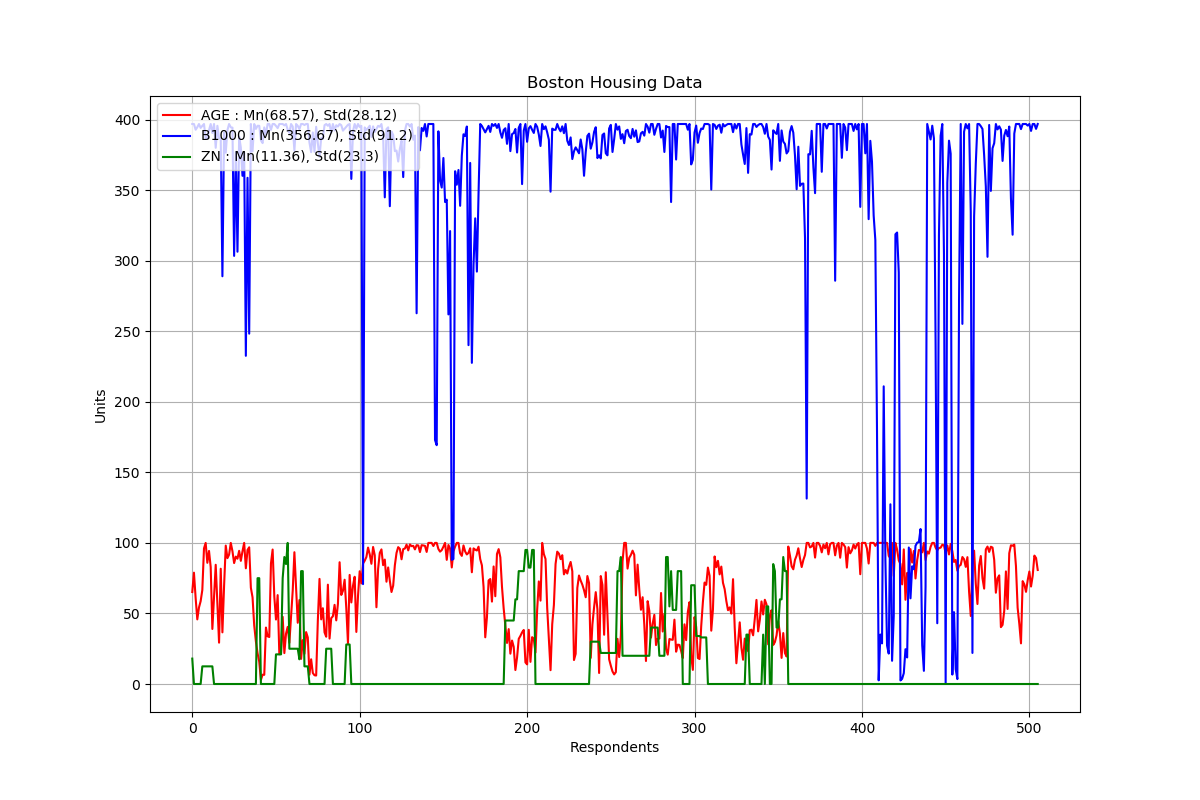 Boston Housing Data
AGE : Mn(68.57), Std(28.12)
B1000 : Mn(356.67), Std(91.2)
ZN : Mn(11.36), Std(23.3)
400
350
300
250
200
150
100
50
0
Units
0 100 200 300 400 500
Respondents